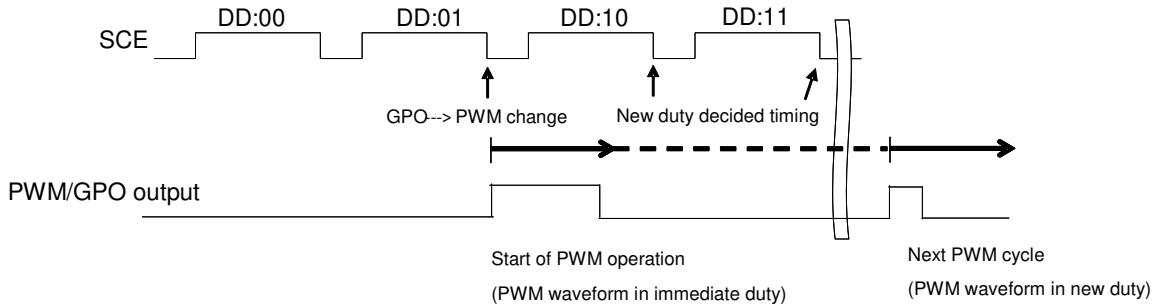 DD:00 DD:01 DD:10 DD:11
SCE
GPO---> PWM change New duty decided timing
PWM/GPO output
Start of PWM operation
(PWM waveform in immediate duty)
Next PWM cycle
(PWM waveform in new duty)